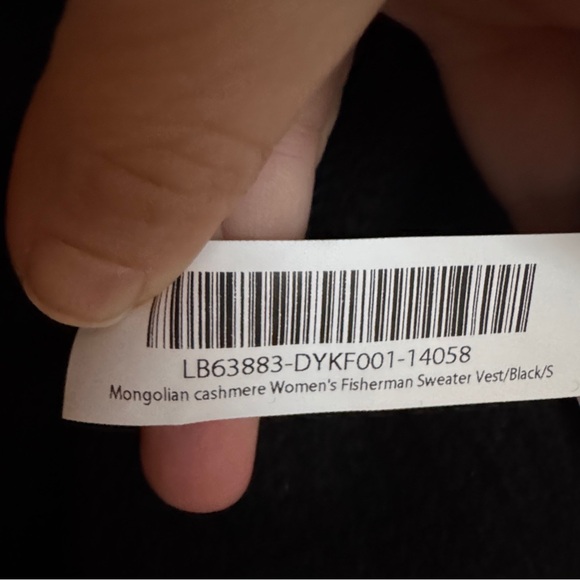 LB63883-DYKF001-14058
Mongolian cashmere Women's Fisherman Sweater Vest/Black/S